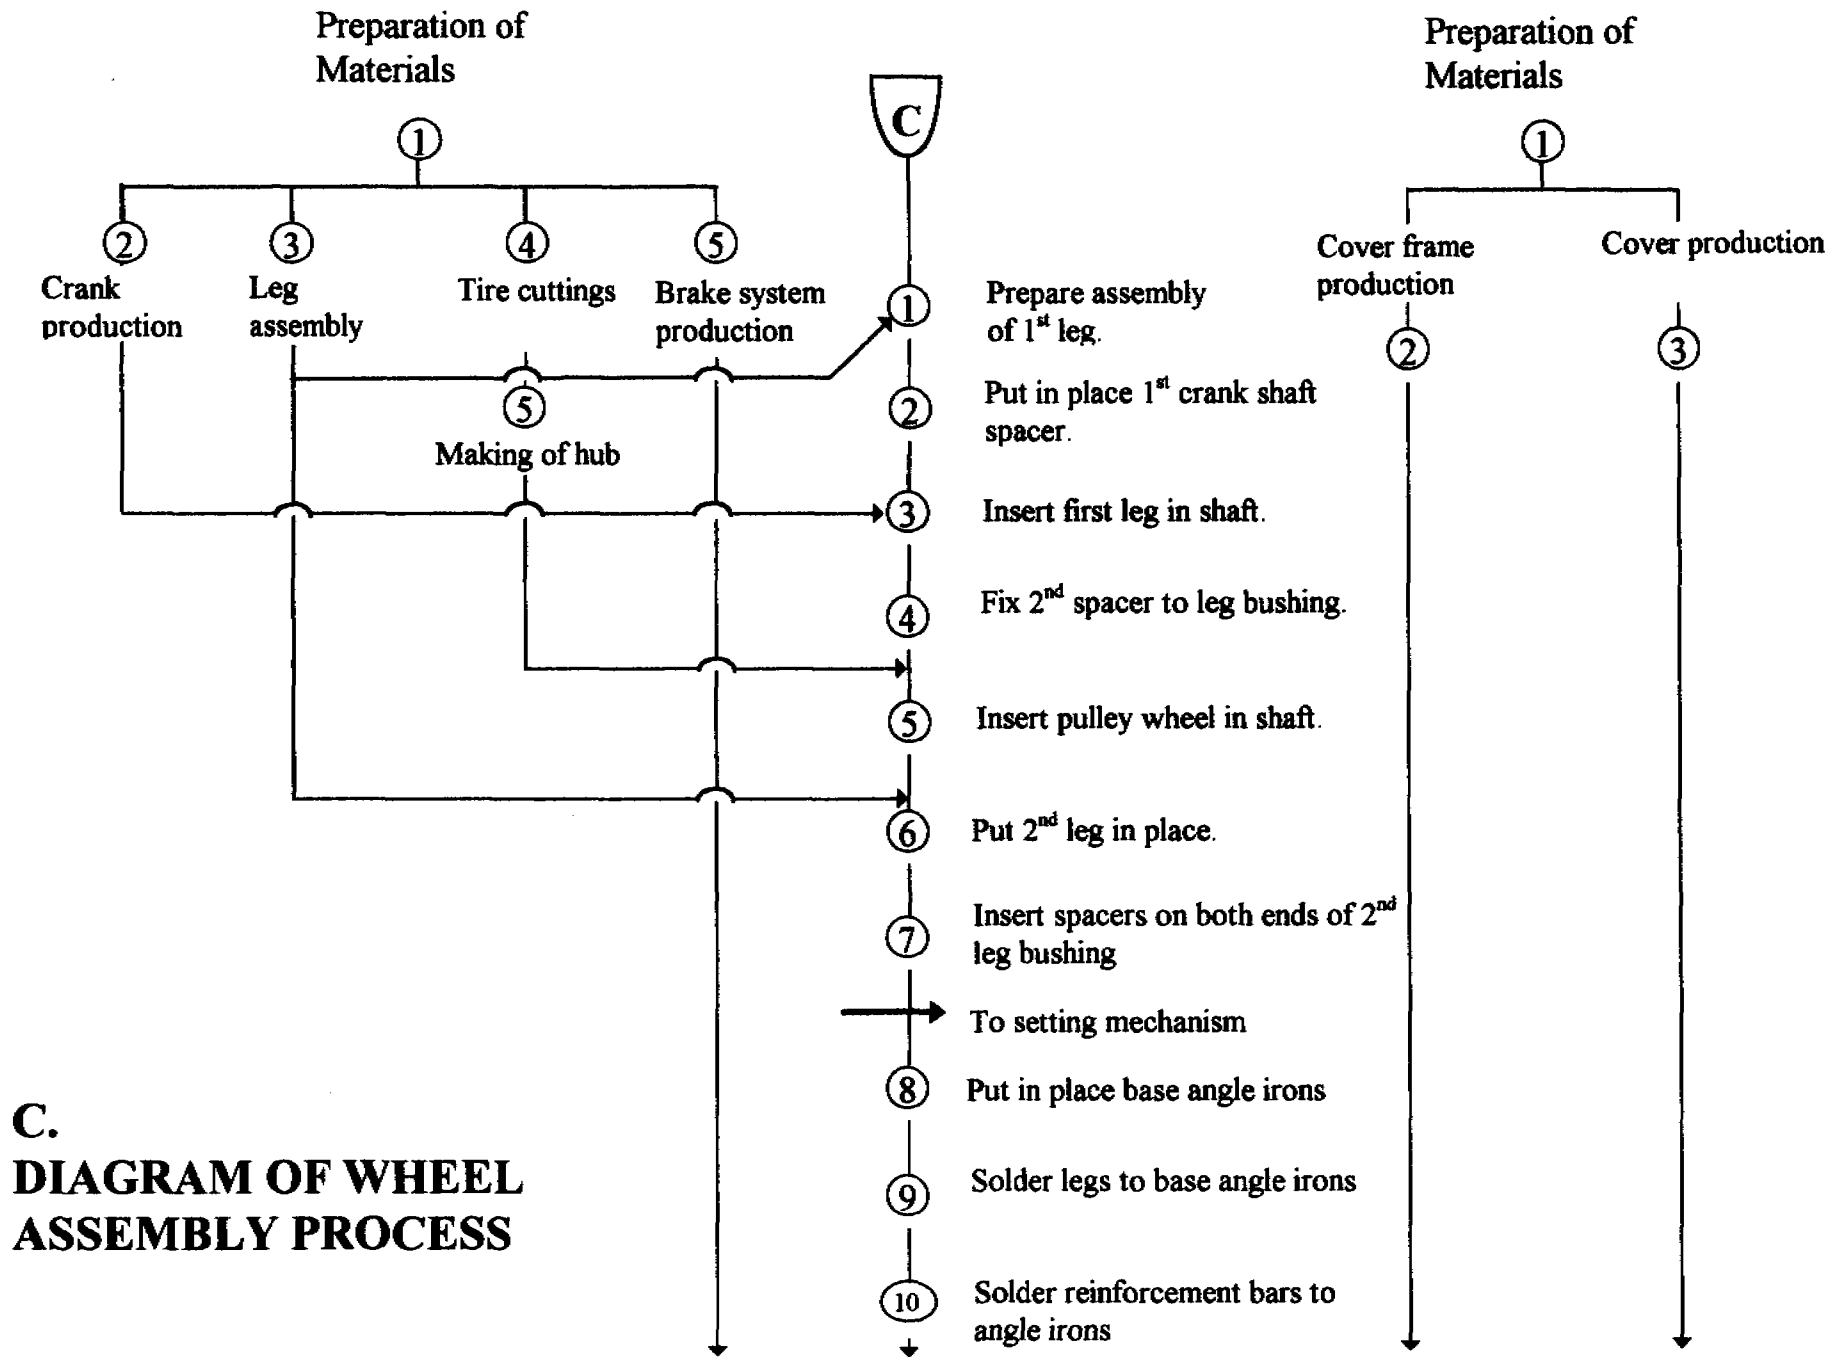 Preparation of
Materials
1
2
3
4
5
Crank
production
Leg
assembly
Tire cuttings
Brake system
production
5
Making of hub
C
1
Prepare assembly
of 1st leg.
2
Put in place 1st crank shaft
spacer.
3
Insert first leg in shaft.
4
Fix 2nd spacer to leg bushing.
5
Insert pulley wheel in shaft.
6
Put 2nd leg in place.
7
Insert spacers on both ends of 2nd
leg bushing
To setting mechanism
8
Put in place base angle irons
9
Solder legs to base angle irons
10
Solder reinforcement bars to
angle irons
Preparation of
Materials
1
Cover frame
production
2
Cover production
3
C.
DIAGRAM OF WHEEL
ASSEMBLY PROCESS